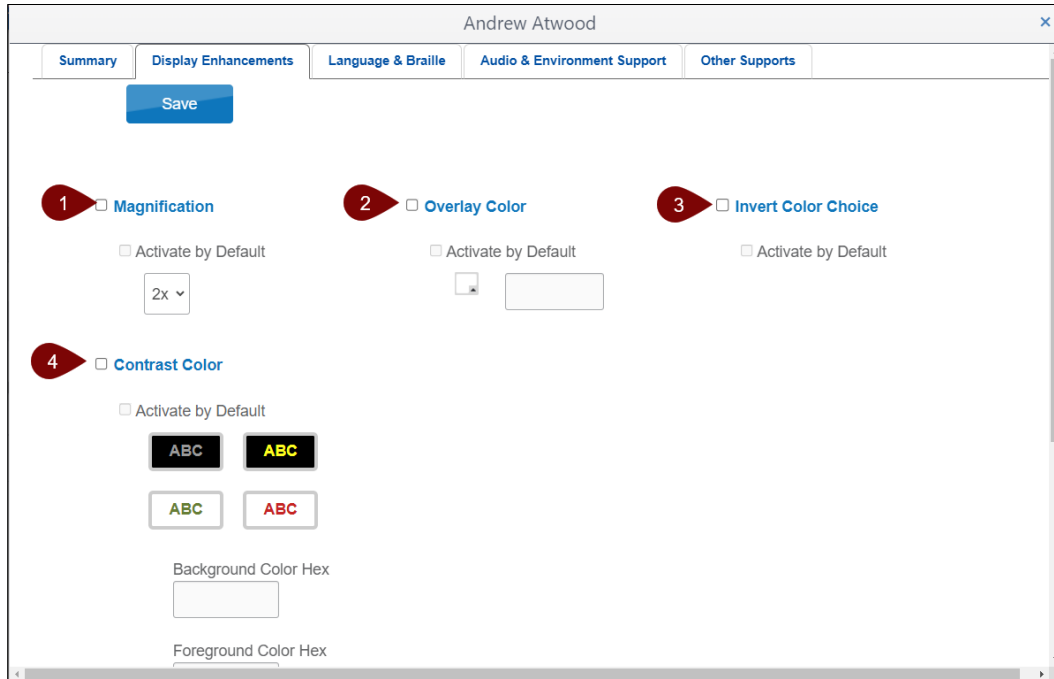 Andrew Atwood ×
Summary Display Enhancements Language & Braille Audio & Environment Support Other Supports
Save
1 Magnification 2 Overlay Color 3 Invert Color Choice
Activate by Default Activate by Default Activate by Default
2x
4 Contrast Color
Activate by Default
ABC ABC
ABC ABC
Background Color Hex
Foreground Color Hex